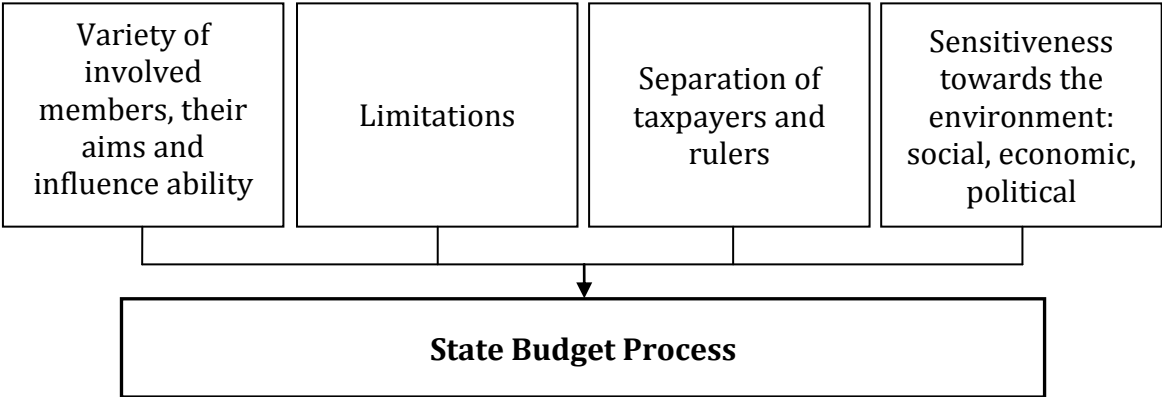 Variety of
involved
members, their
aims and
influence ability
Limitations
Separation of
taxpayers and
rulers
Sensitiveness
towards the
environment:
social, economic,
political
State Budget Process